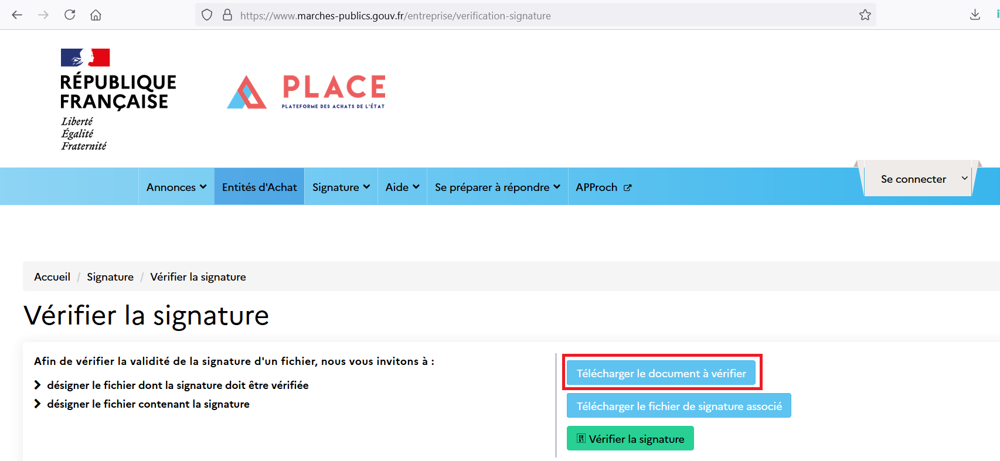 https://www.marches-publics.gouv.fr/entreprise/verification-signature
RÉPUBLIQUE
FRANÇAISE
Liberté
Égalité
Fraternité
PLACE
PLATEFORME DES ACHATS DE L'ÉTAT
Annonces Entités d'Achat Signature Aide Se préparer à répondre APProch Se connecter
Accueil / Signature / Vérifier la signature
Vérifier la signature
Afin de vérifier la validité de la signature d'un fichier, nous vous invitons à :
désigner le fichier dont la signature doit être vérifiée
désigner le fichier contenant la signature
Télécharger le document à vérifier
Télécharger le fichier de signature associé
Vérifier la signature